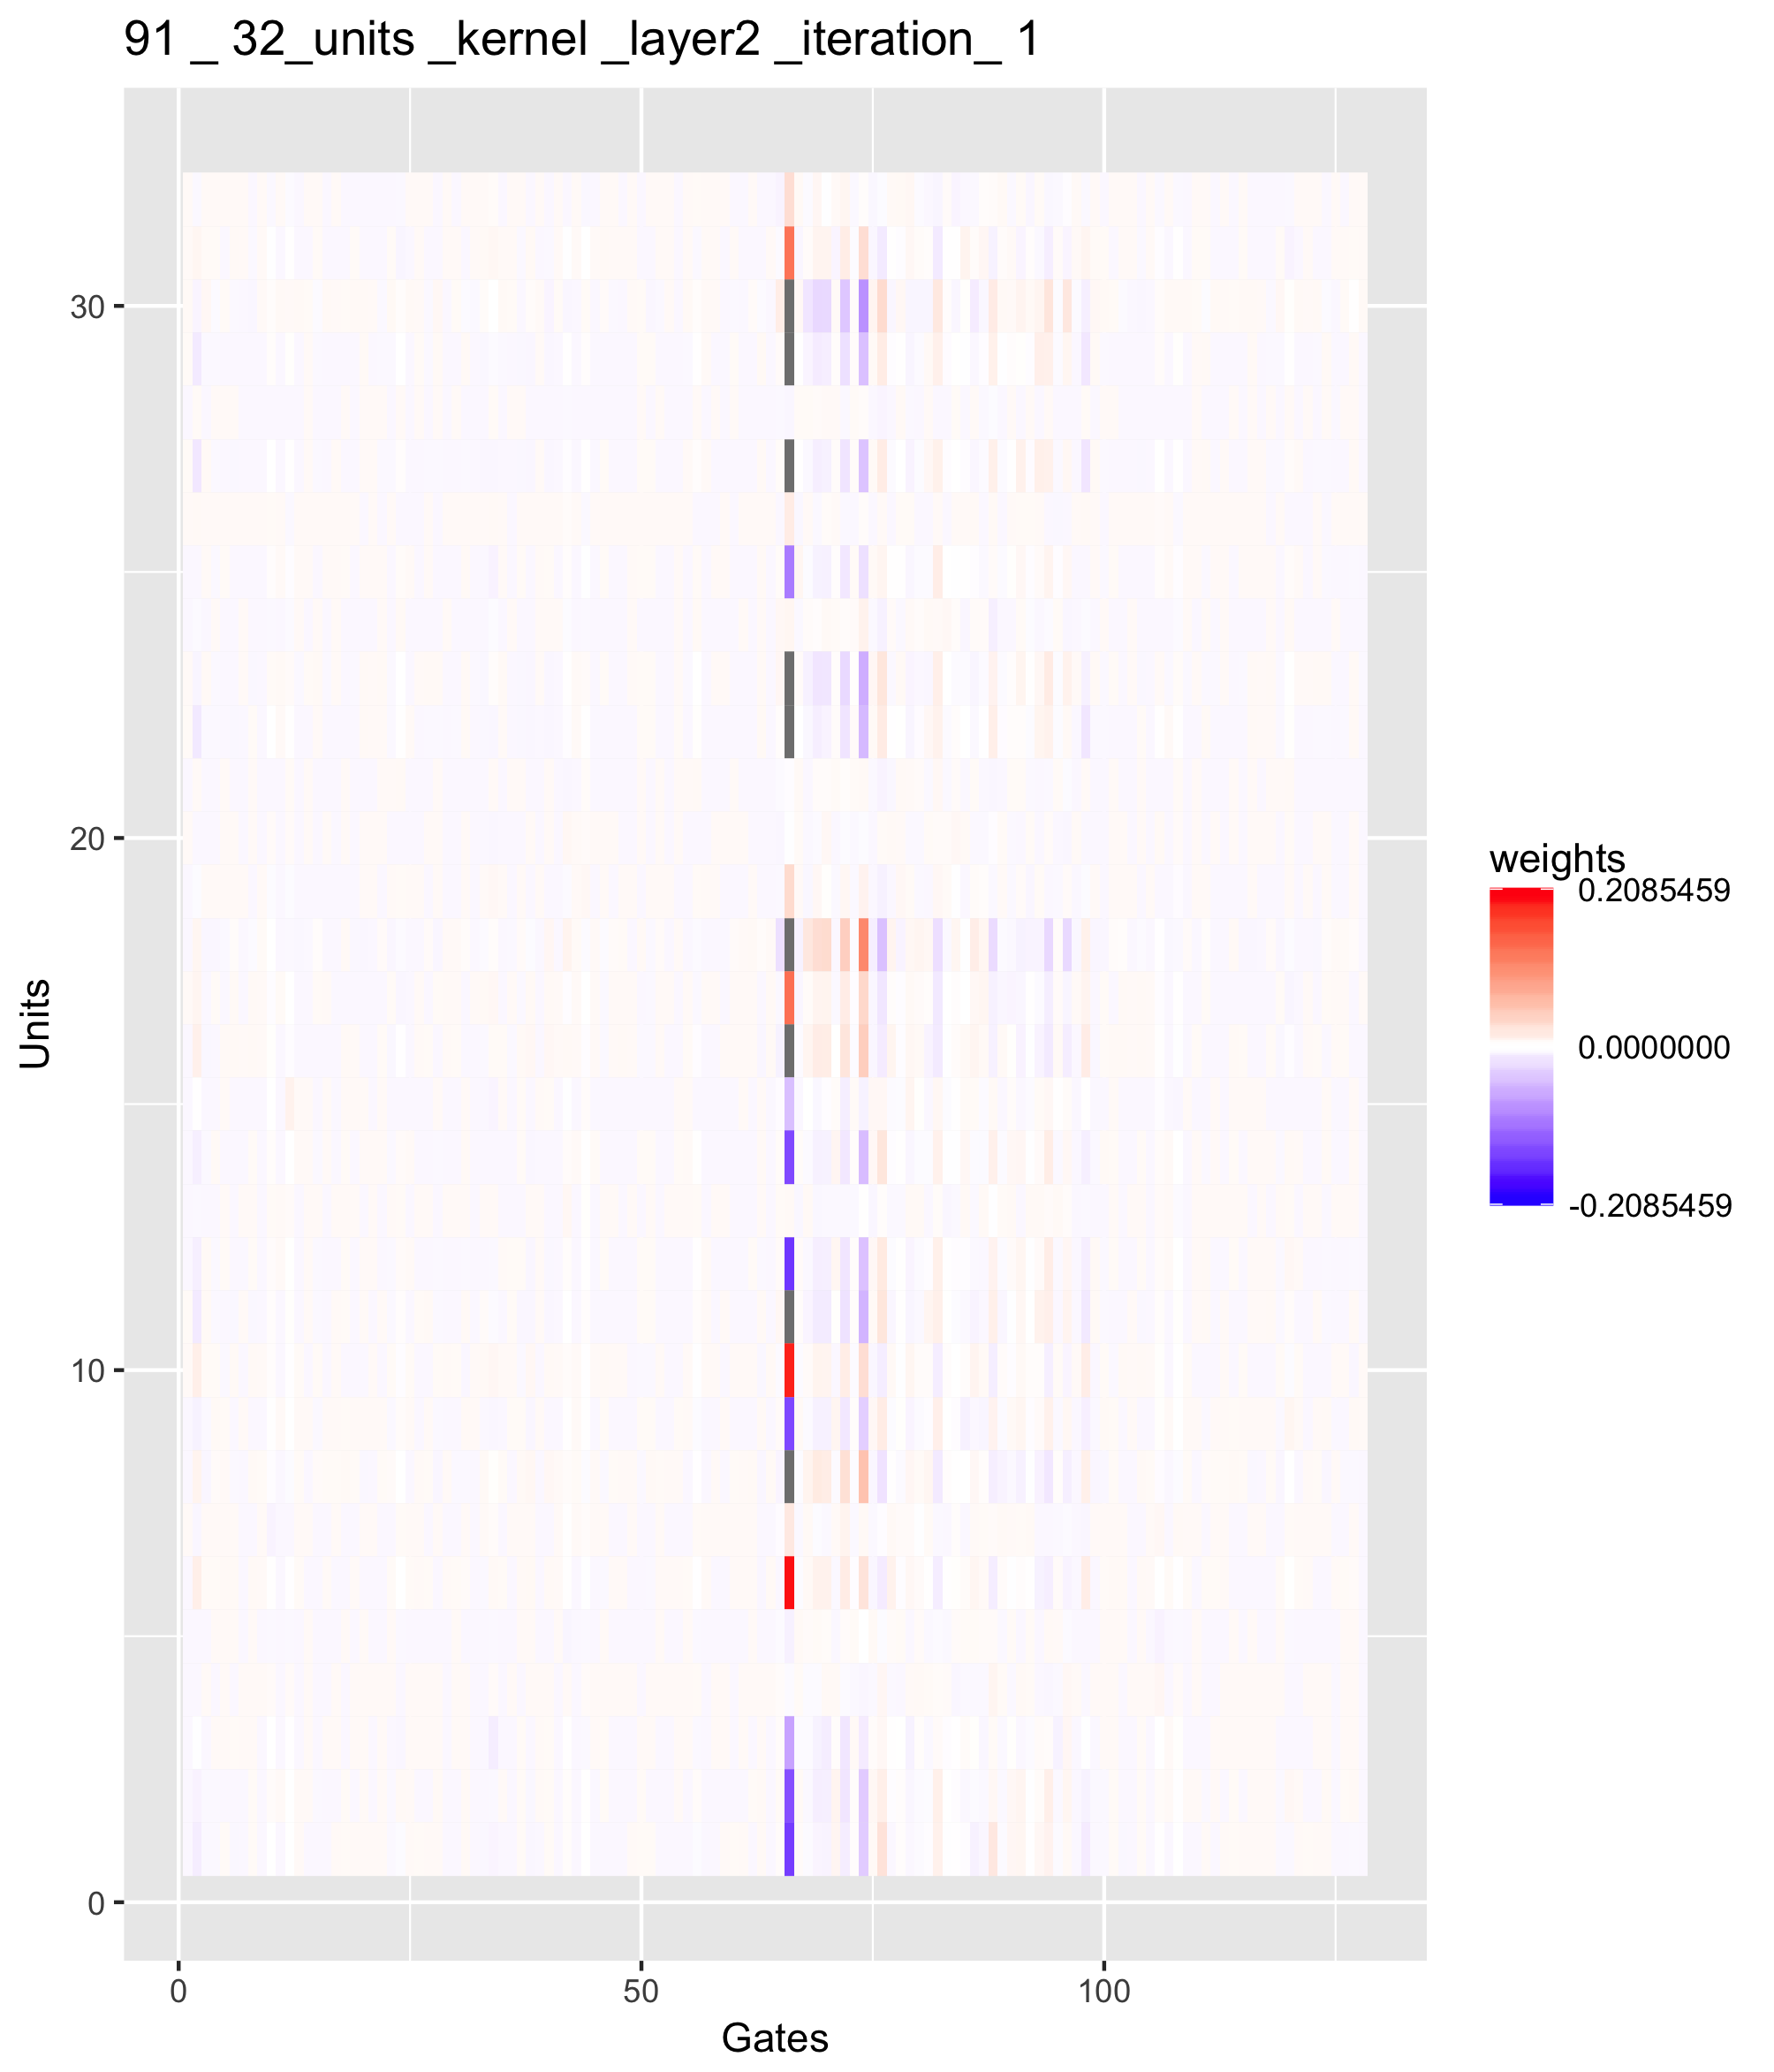 91 _ 32_units _kernel _layer2 _iteration_ 1
30
20
10
0
Units
0 50 100
Gates
weights
0.2085459
0.0000000
-0.2085459